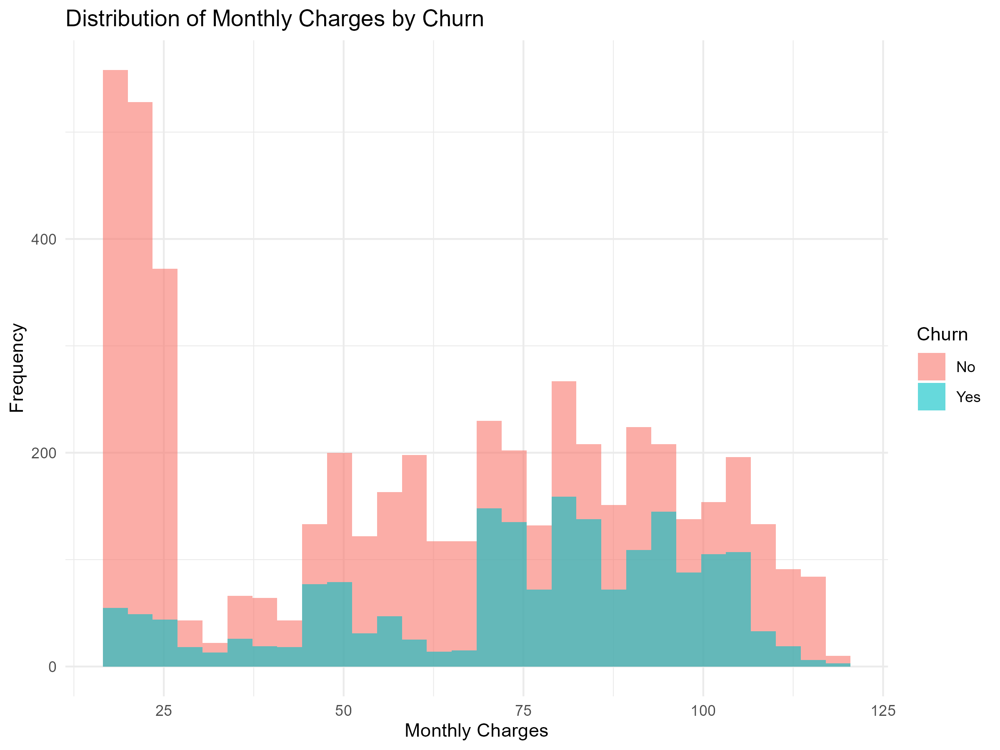 Distribution of Monthly Charges by Churn
Frequency
400
200
0
25 50 75 100 125
Monthly Charges
Churn
No
Yes